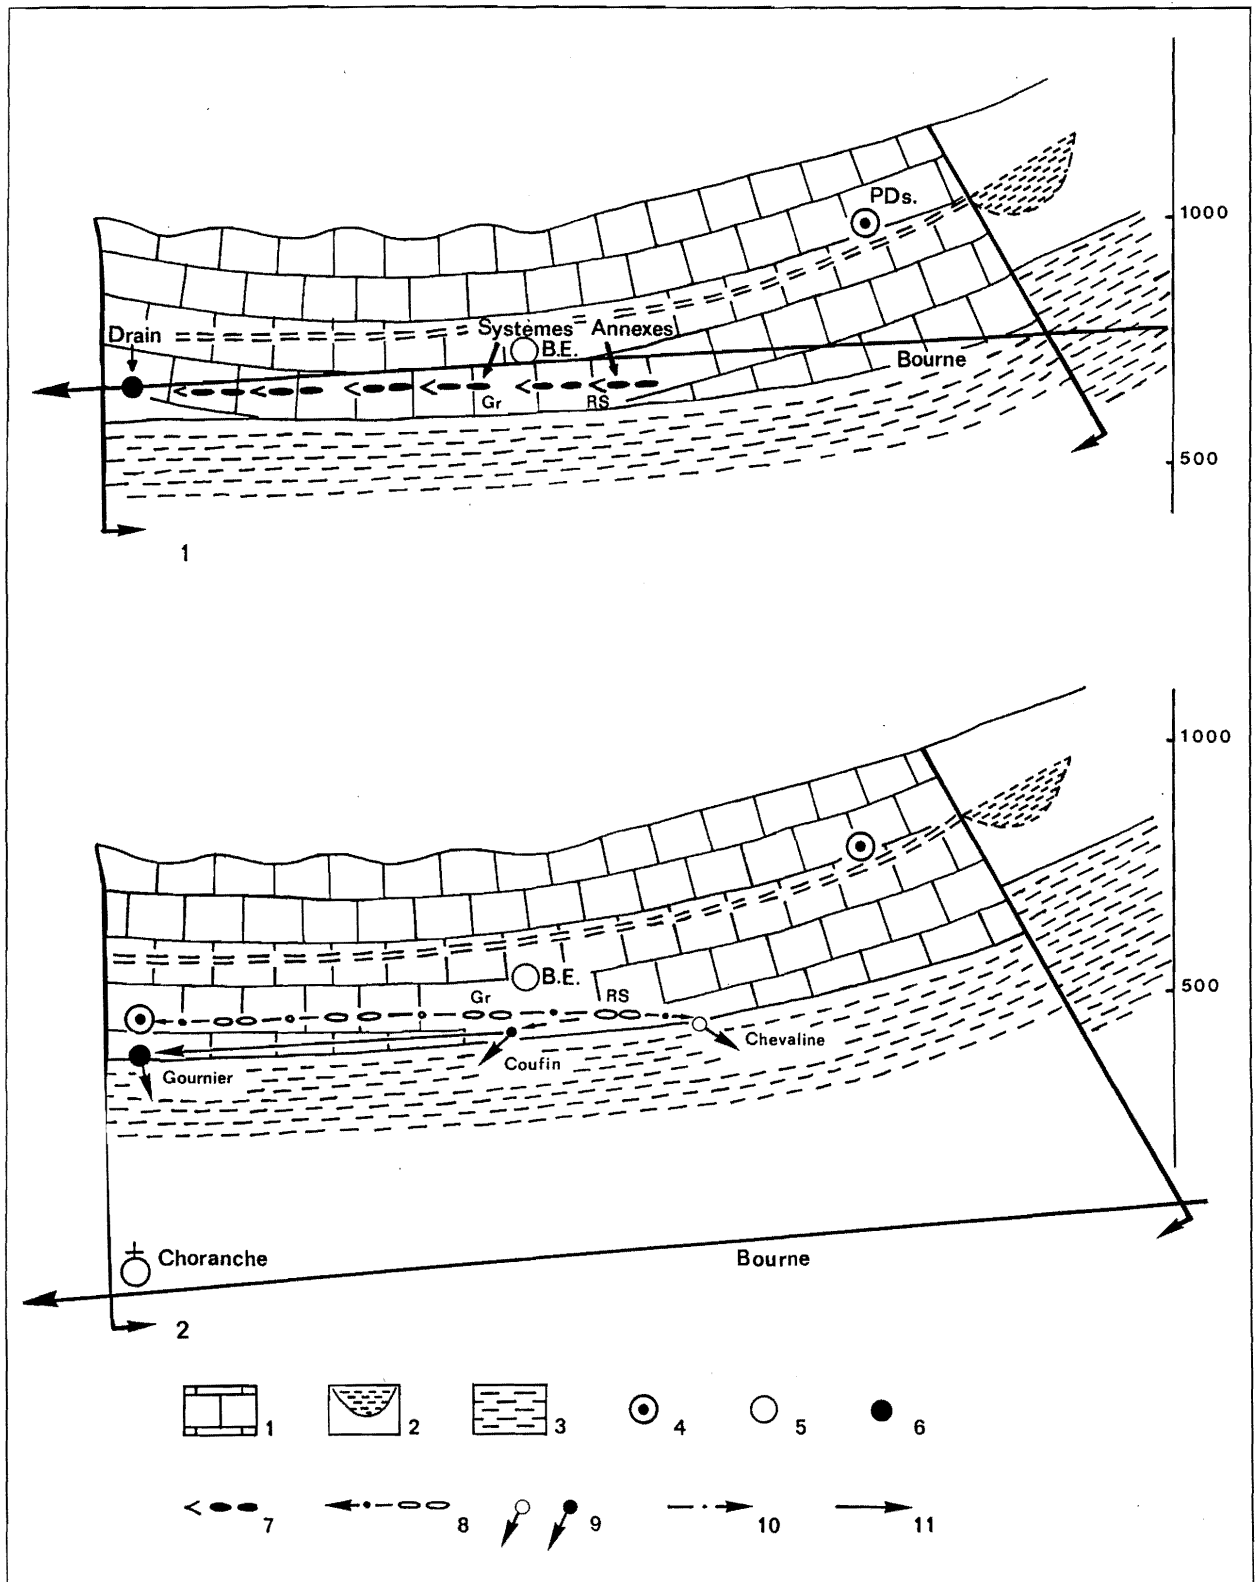 PDs.
1000
Drain
Systèmes Annexes
B.E.
Bourne
Gr
RS
500
1
1000
B.E.
500
Gr
RS
Chevaline
Coufin
Gournier
Choranche
Bourne
2
1 2 3 4 5 6
7 8 9 10 11